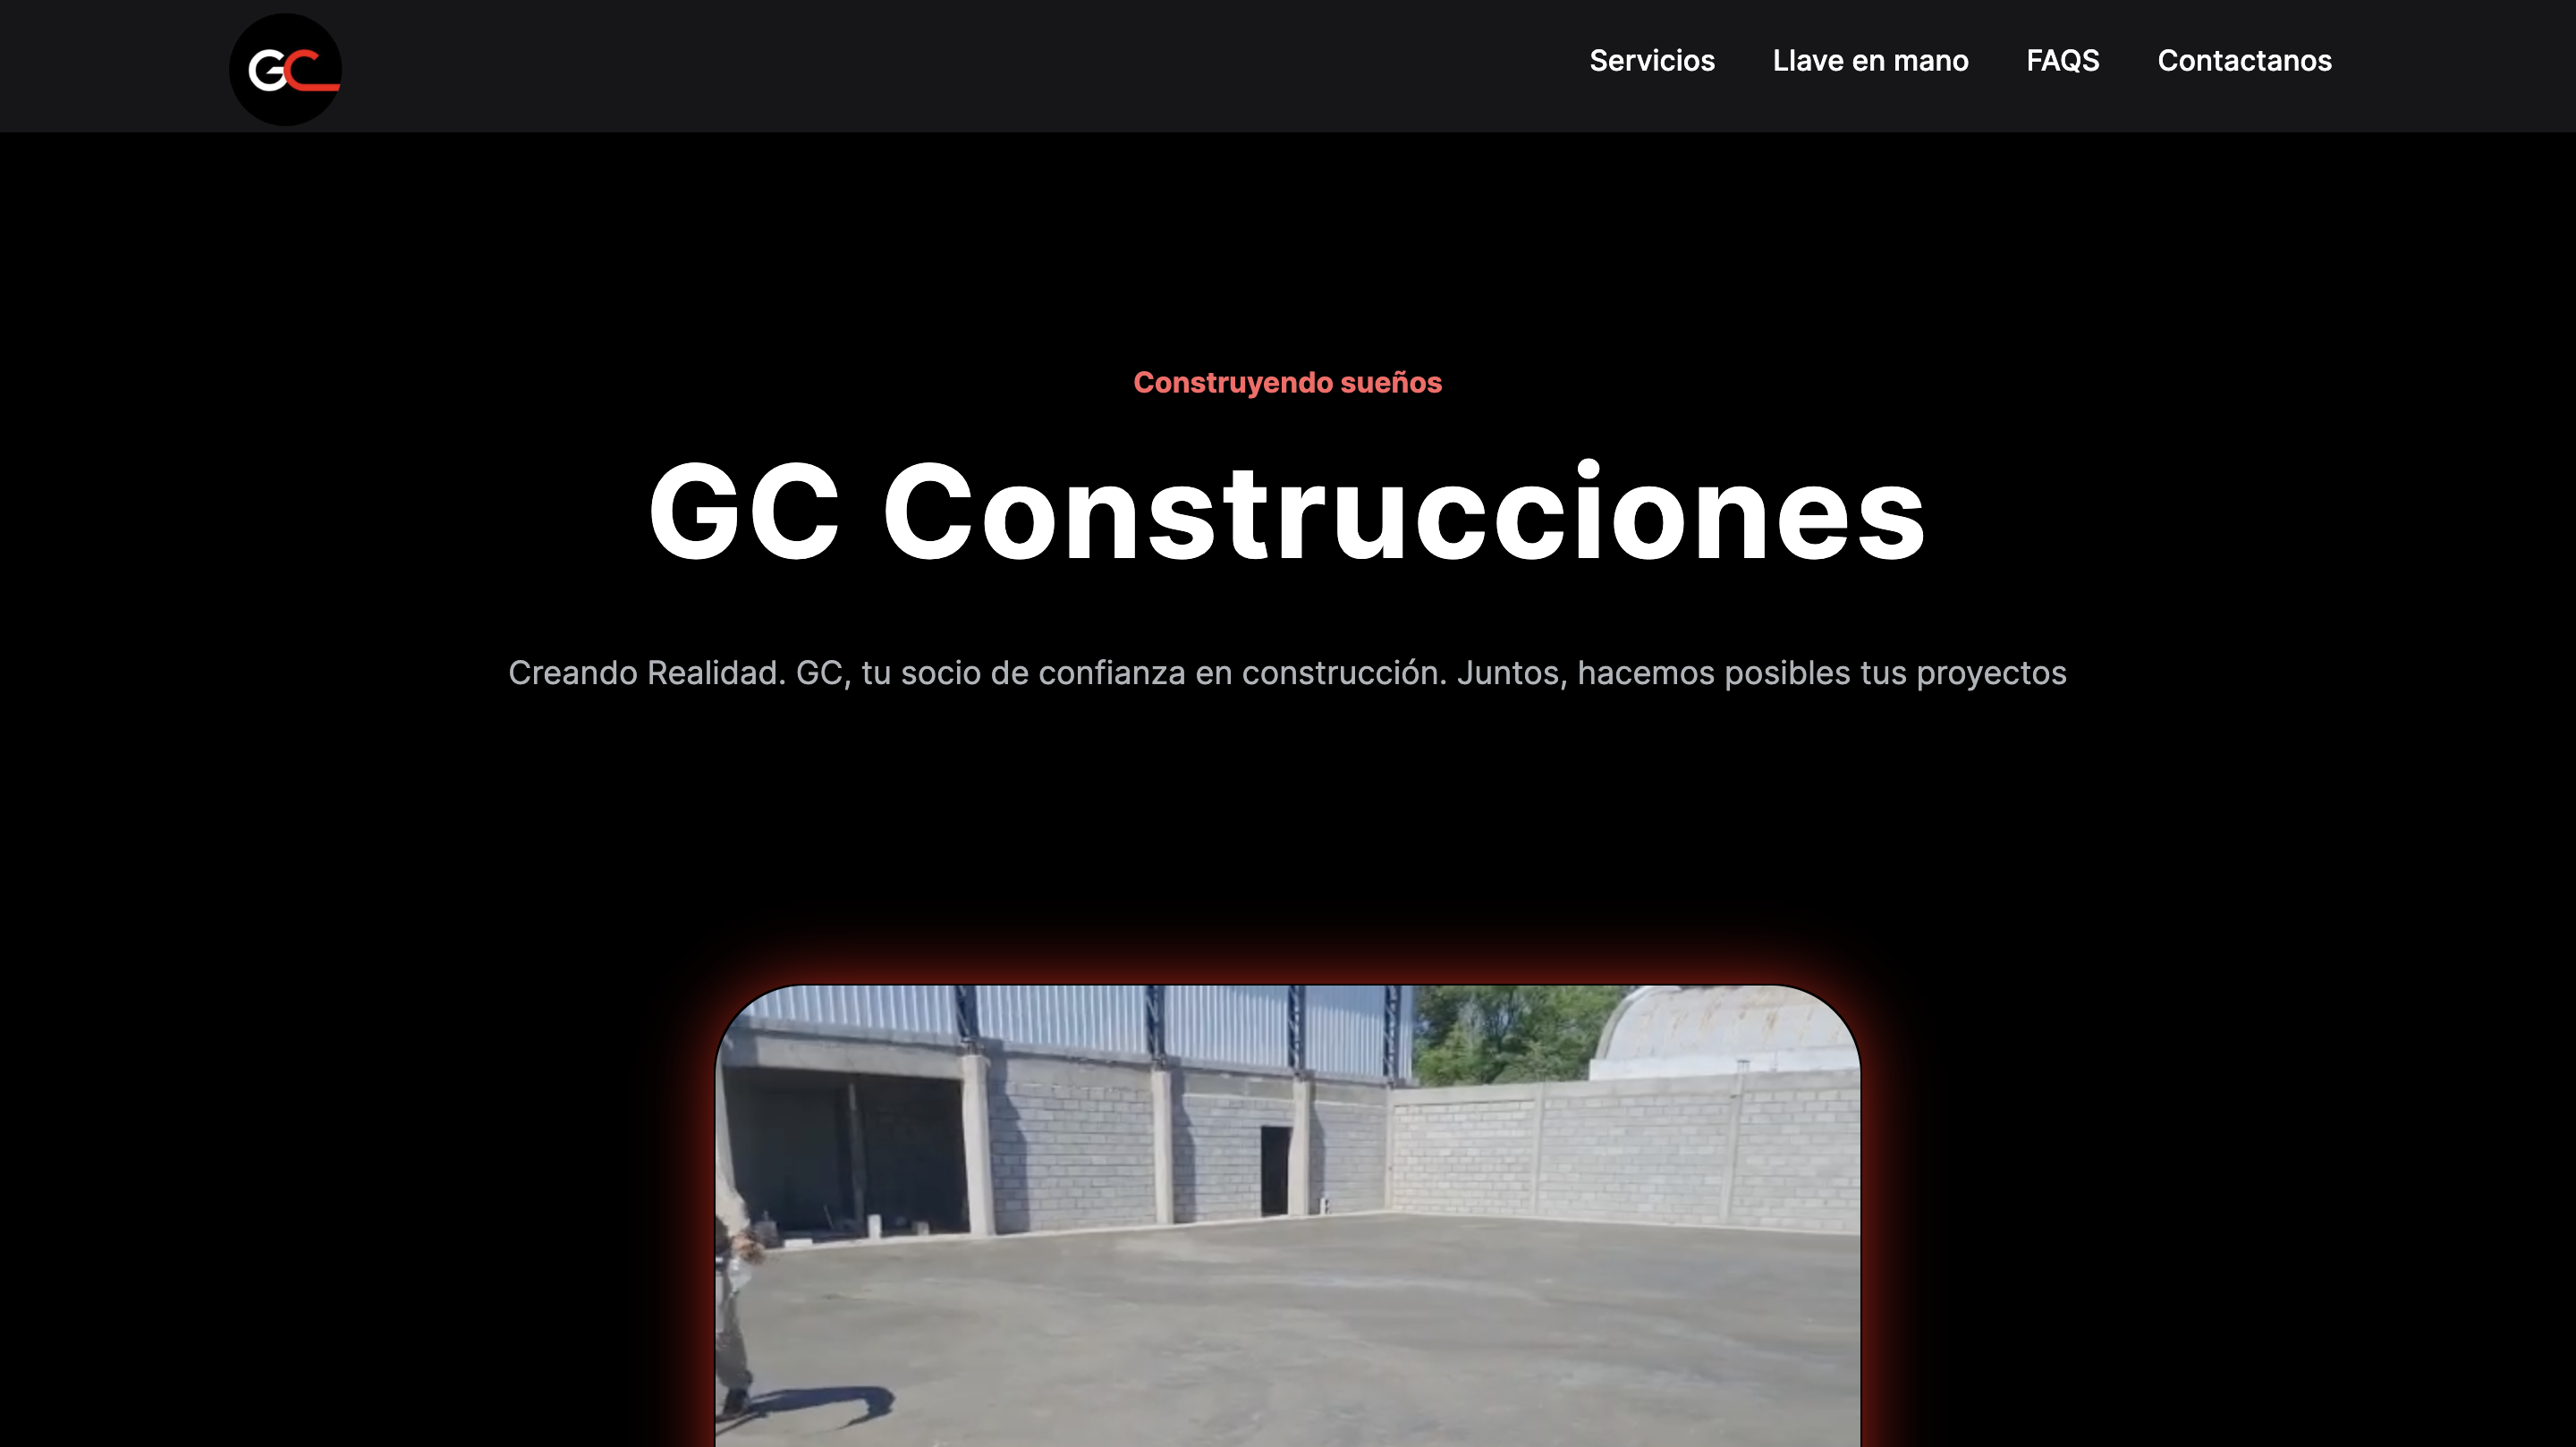 GC
Servicios
Llave en mano
FAQS
Contactanos
Construyendo sueños
GC Construcciones
Creando Realidad. GC, tu socio de confianza en construcción. Juntos, hacemos posibles tus proyectos